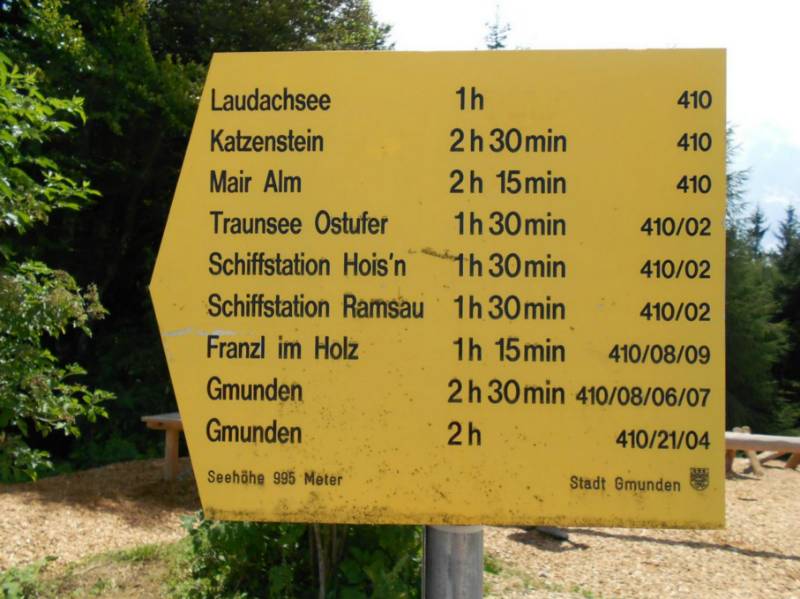 Laudachsee 1h 410
Katzenstein 2h 30min 410
Mair Alm 2h 15min 410
Traunsee Ostufer 1h 30min 410/02
Schiffstation Hois'n 1h 30min 410/02
Schiffstation Ramsau 1h 30min 410/02
Franzl im Holz 1h 15min 410/08/09
Gmunden 2h 30min 410/08/06/07
Gmunden 2h 410/21/04
Seehöhe 995 Meter Stadt Gmunden